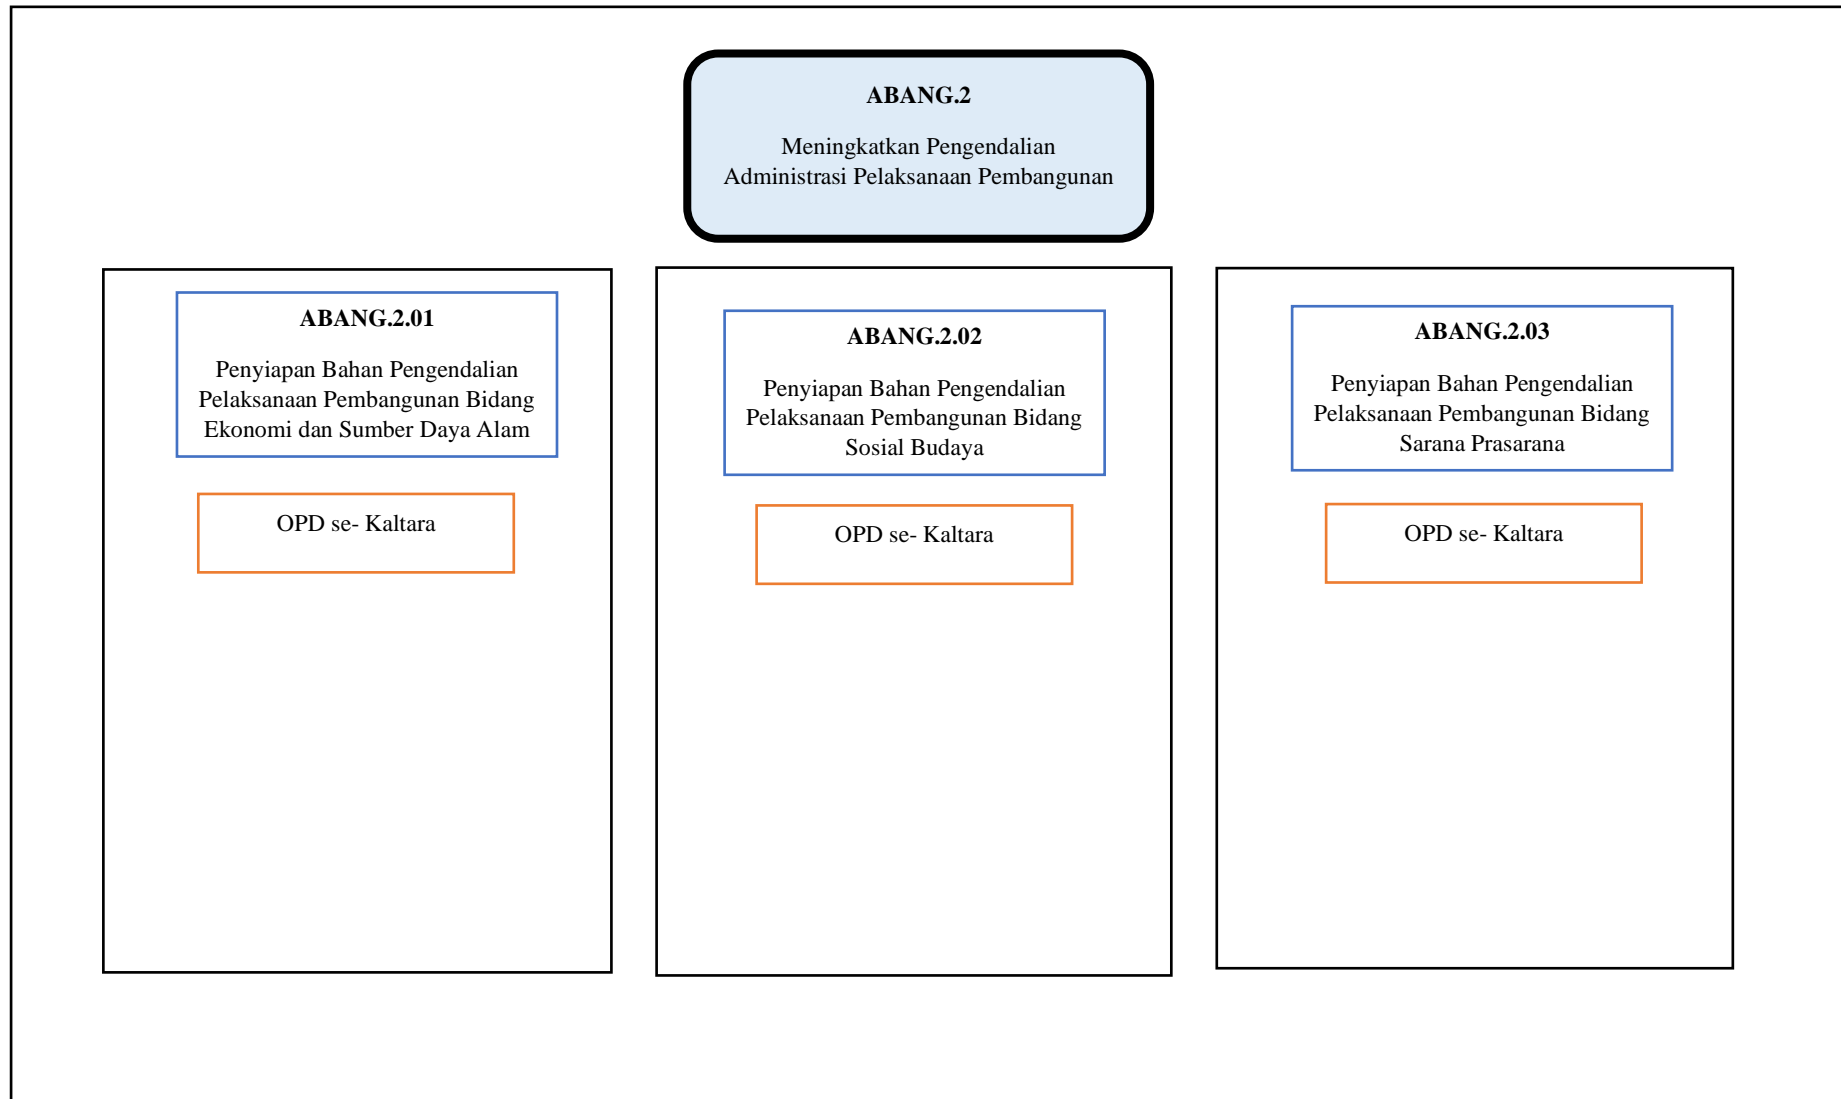 ABANG.2
Meningkatkan Pengendalian
Administrasi Pelaksanaan Pembangunan
ABANG.2.01
Penyiapan Bahan Pengendalian
Pelaksanaan Pembangunan Bidang
Ekonomi dan Sumber Daya Alam
OPD se- Kaltara
ABANG.2.02
Penyiapan Bahan Pengendalian
Pelaksanaan Pembangunan Bidang
Sosial Budaya
OPD se- Kaltara
ABANG.2.03
Penyiapan Bahan Pengendalian
Pelaksanaan Pembangunan Bidang
Sarana Prasarana
OPD se- Kaltara